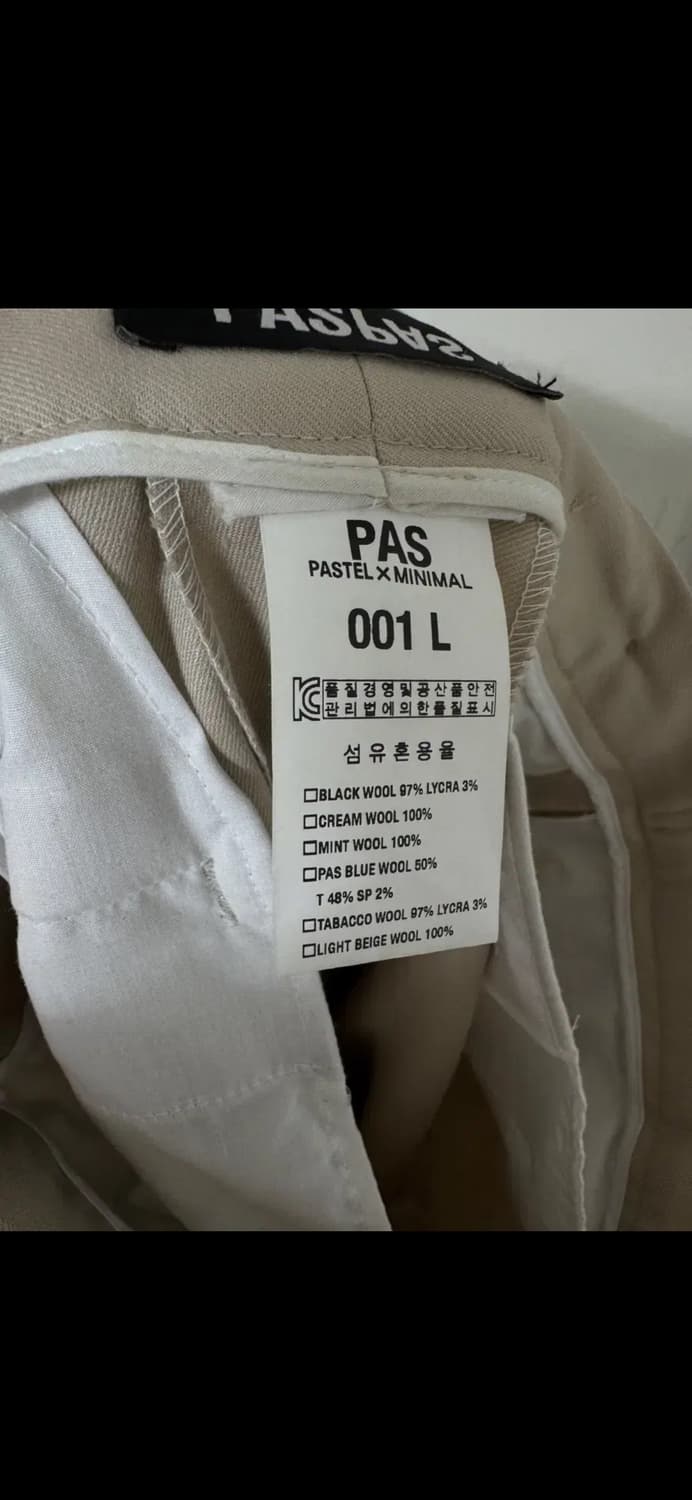 PASPAS
PAS
PASTEL×MINIMAL
001 L
품질경영및공산품안전
관리법에의한품질표시
섬유혼용율
☐BLACK WOOL 97% LYCRA 3%
☐CREAM WOOL 100%
☐MINT WOOL 100%
☐PAS BLUE WOOL 50%
T 48% SP 2%
☐TABACCO WOOL 97% LYCRA 3%
☐LIGHT BEIGE WOOL 100%